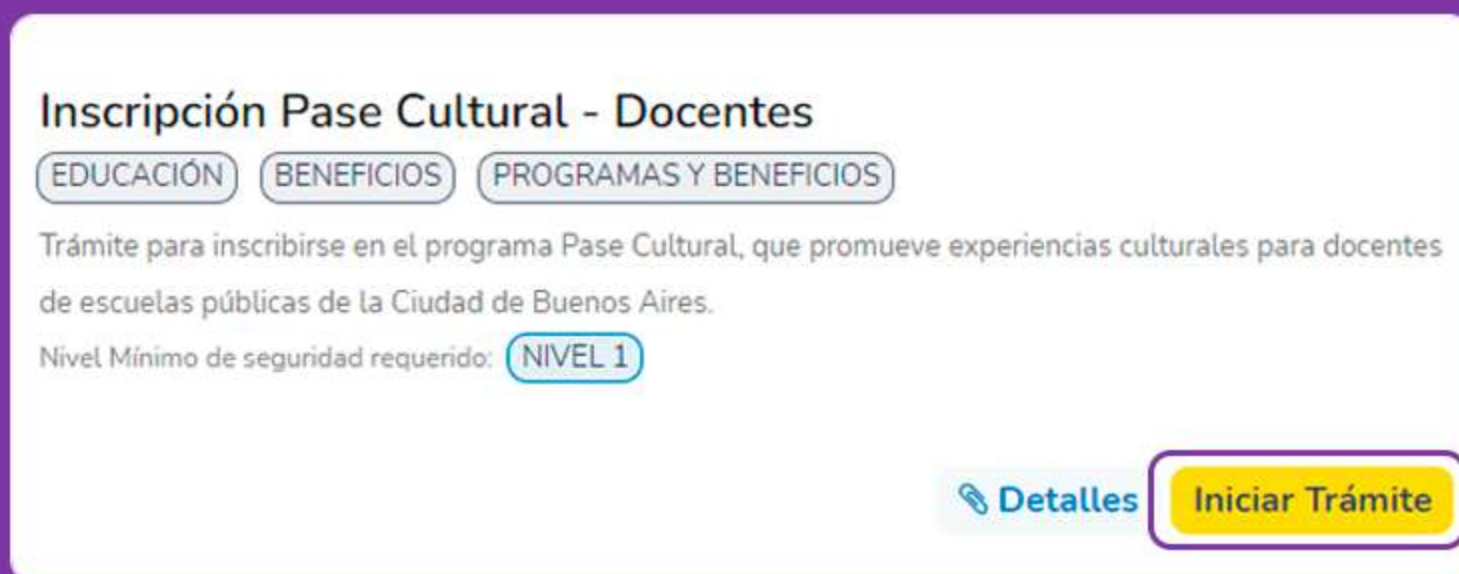 Inscripción Pase Cultural - Docentes
EDUCACIÓN BENEFICIOS PROGRAMAS Y BENEFICIOS
Trámite para inscribirse en el programa Pase Cultural, que promueve experiencias culturales para docentes
de escuelas públicas de la Ciudad de Buenos Aires.
Nivel Mínimo de seguridad requerido: NIVEL 1
Detalles Iniciar Trámite